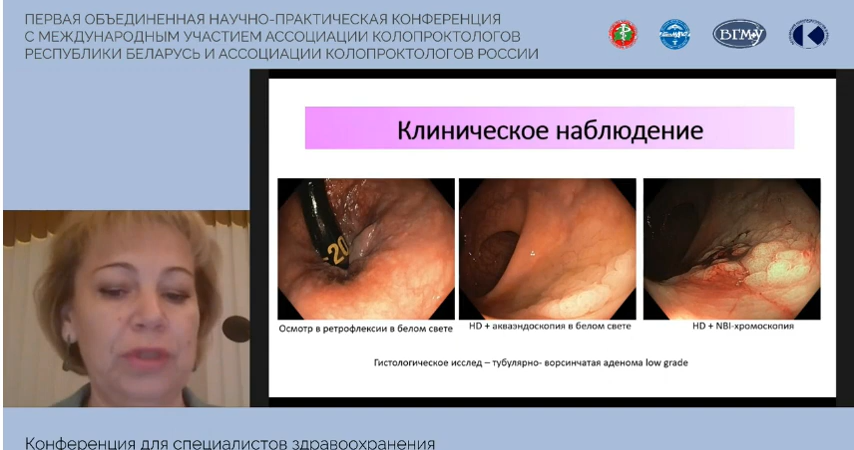 ПЕРВАЯ ОБЪЕДИНЕННАЯ НАУЧНО-ПРАКТИЧЕСКАЯ КОНФЕРЕНЦИЯ
С МЕЖДУНАРОДНЫМ УЧАСТИЕМ АССОЦИАЦИИ КОЛОПРОКТОЛОГОВ
РЕСПУБЛИКИ БЕЛАРУСЬ И АССОЦИАЦИИ КОЛОПРОКТОЛОГОВ РОССИИ
ВГМУ
Клиническое наблюдение
20
Осмотр в ретрофлексии в белом свете
HD + акваэндоскопия в белом свете
HD + NBI-хромоскопия
Гистологическое исслед – тубулярно- ворсинчатая аденома low grade
Конференция для специалистов здравоохранения